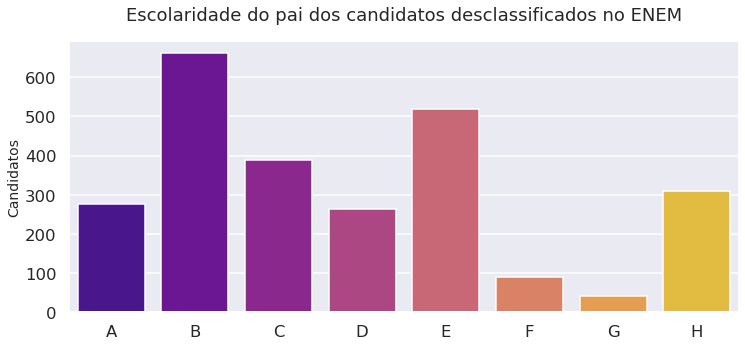 Escolaridade do pai dos candidatos desclassificados no ENEM
Candidatos
600
500
400
300
200
100
0
A B C D E F G H